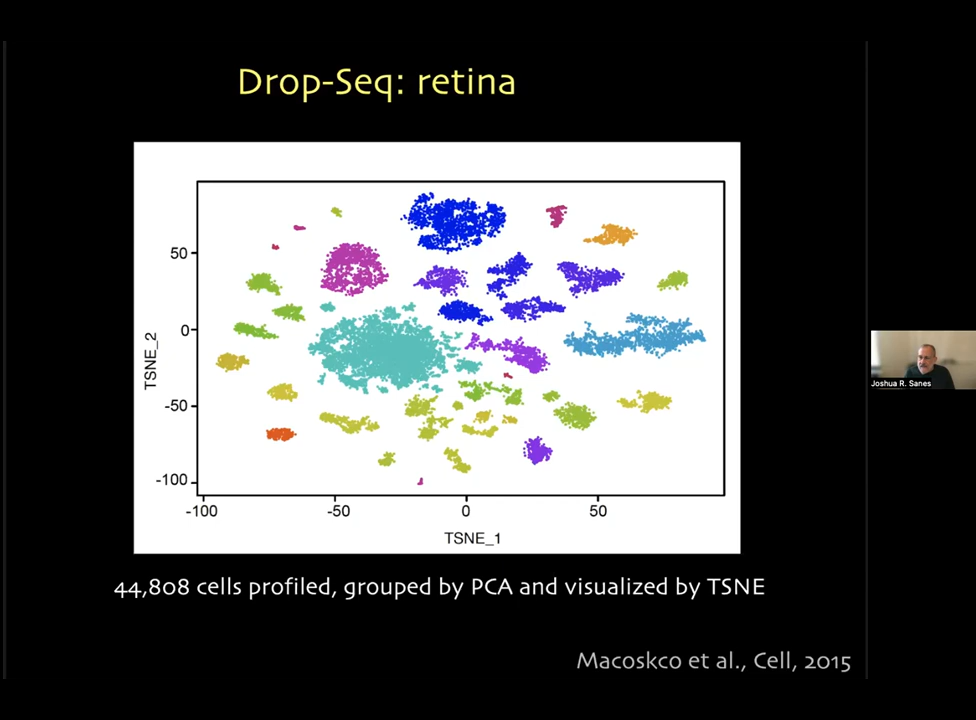 Drop-Seq: retina
50
0
-50
-100
TSNE_2
-100
-50
0
50
TSNE_1
Joshua R. Sanes
44,808 cells profiled, grouped by PCA and visualized by TSNE
Macoskco et al., Cell, 2015